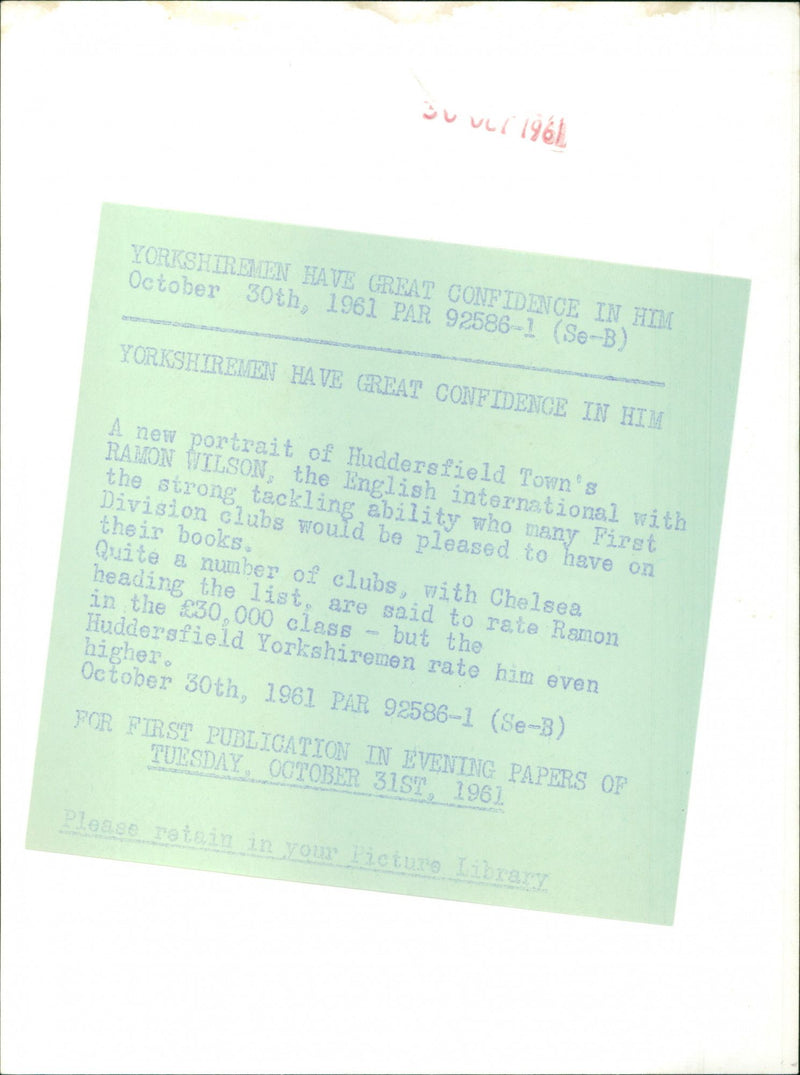 30 OCT 1961
YORKSHIREMEN HAVE GREAT CONFIDENCE IN HIM
October 30th, 1961 PAR 92586-1 (Se-B)
YORKSHIREMEN HAVE GREAT CONFIDENCE IN HIM
A new portrait of Huddersfield Town's
RAMON WILSON, the English international with
the strong tackling ability who many First
Division clubs would be pleased to have on
their books.
Quite a number of clubs, with Chelsea
heading the list, are said to rate Ramon
in the £30,000 class - but the
Huddersfield Yorkshiremen rate him even
higher.
October 30th, 1961 PAR 92586-1 (Se-B)
FOR FIRST PUBLICATION IN EVENING PAPERS OF
TUESDAY, OCTOBER 31ST, 1961
Please retain in your Picture Library